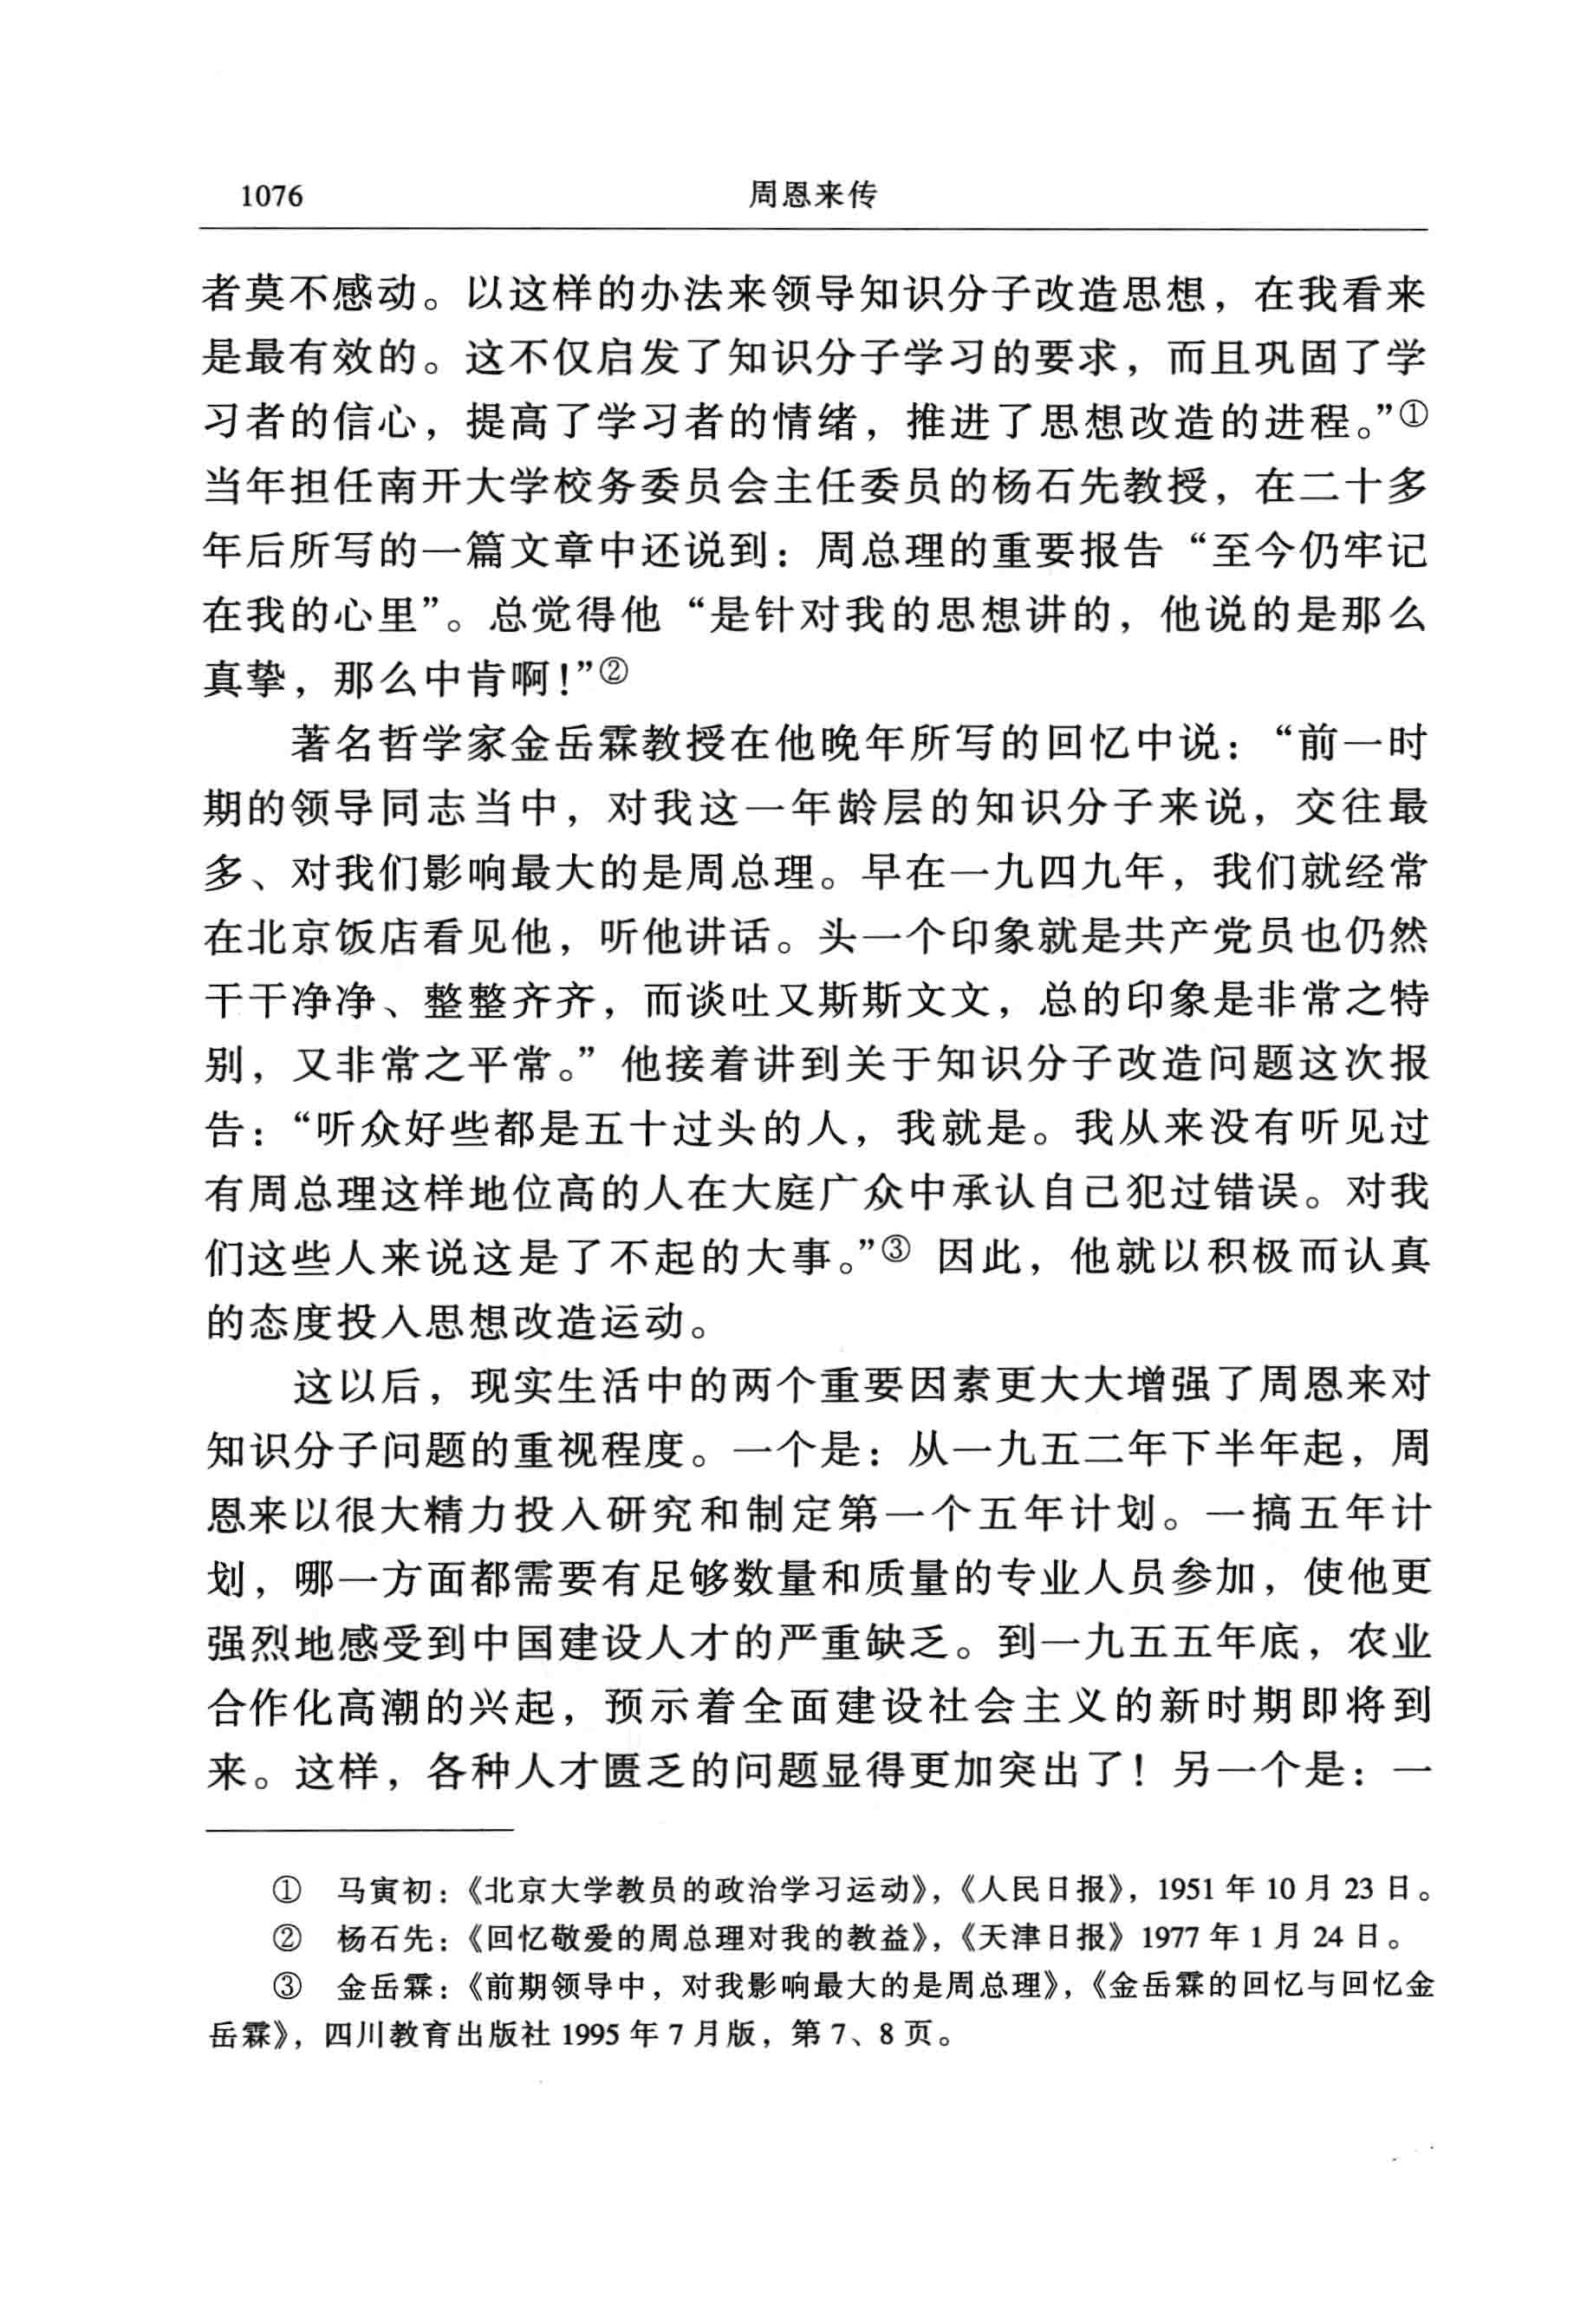 1076
周恩来传
者莫不感动。以这样的办法来领导知识分子改造思想，在我看来
是最有效的。这不仅启发了知识分子学习的要求，而且巩固了学
习者的信心，提高了学习者的情绪，推进了思想改造的进程。”①
当年担任南开大学校务委员会主任委员的杨石先教授，在二十多
年后所写的一篇文章中还说到：周总理的重要报告“至今仍牢记
在我的心里”。总觉得他“是针对我的思想讲的，他说的是那么
真挚，那么中肯啊！”②
著名哲学家金岳霖教授在他晚年所写的回忆中说：“前一时
期的领导同志当中，对我这一年龄层的知识分子来说，交往最
多、对我们影响最大的是周总理。早在一九四九年，我们就经常
在北京饭店看见他，听他讲话。头一个印象就是共产党员也仍然
干干净净、整整齐齐，而谈吐又斯斯文文，总的印象是非常之特
别，又非常之平常。”他接着讲到关于知识分子改造问题这次报
告：“听众好些都是五十过头的人，我就是。我从来没有听见过
有周总理这样地位高的人在大庭广众中承认自己犯过错误。对我
们这些人来说这是了不起的大事。”③ 因此，他就以积极而认真
的态度投入思想改造运动。
这以后，现实生活中的两个重要因素更大大增强了周恩来对
知识分子问题的重视程度。一个是：从一九五二年下半年起，周
恩来以很大精力投入研究和制定第一个五年计划。一搞五年计
划，哪一方面都需要有足够数量和质量的专业人员参加，使他更
强烈地感受到中国建设人才的严重缺乏。到一九五五年底，农业
合作化高潮的兴起，预示着全面建设社会主义的新时期即将到
来。这样，各种人才匮乏的问题显得更加突出了！另一个是：一
① 马寅初：《北京大学教员的政治学习运动》，《人民日报》，1951 年 10 月 23 日。
② 杨石先：《回忆敬爱的周总理对我的教益》，《天津日报》1977 年 1 月 24 日。
③ 金岳霖：《前期领导中，对我影响最大的是周总理》，《金岳霖的回忆与回忆金
岳霖》，四川教育出版社 1995 年 7 月版，第 7、8 页。